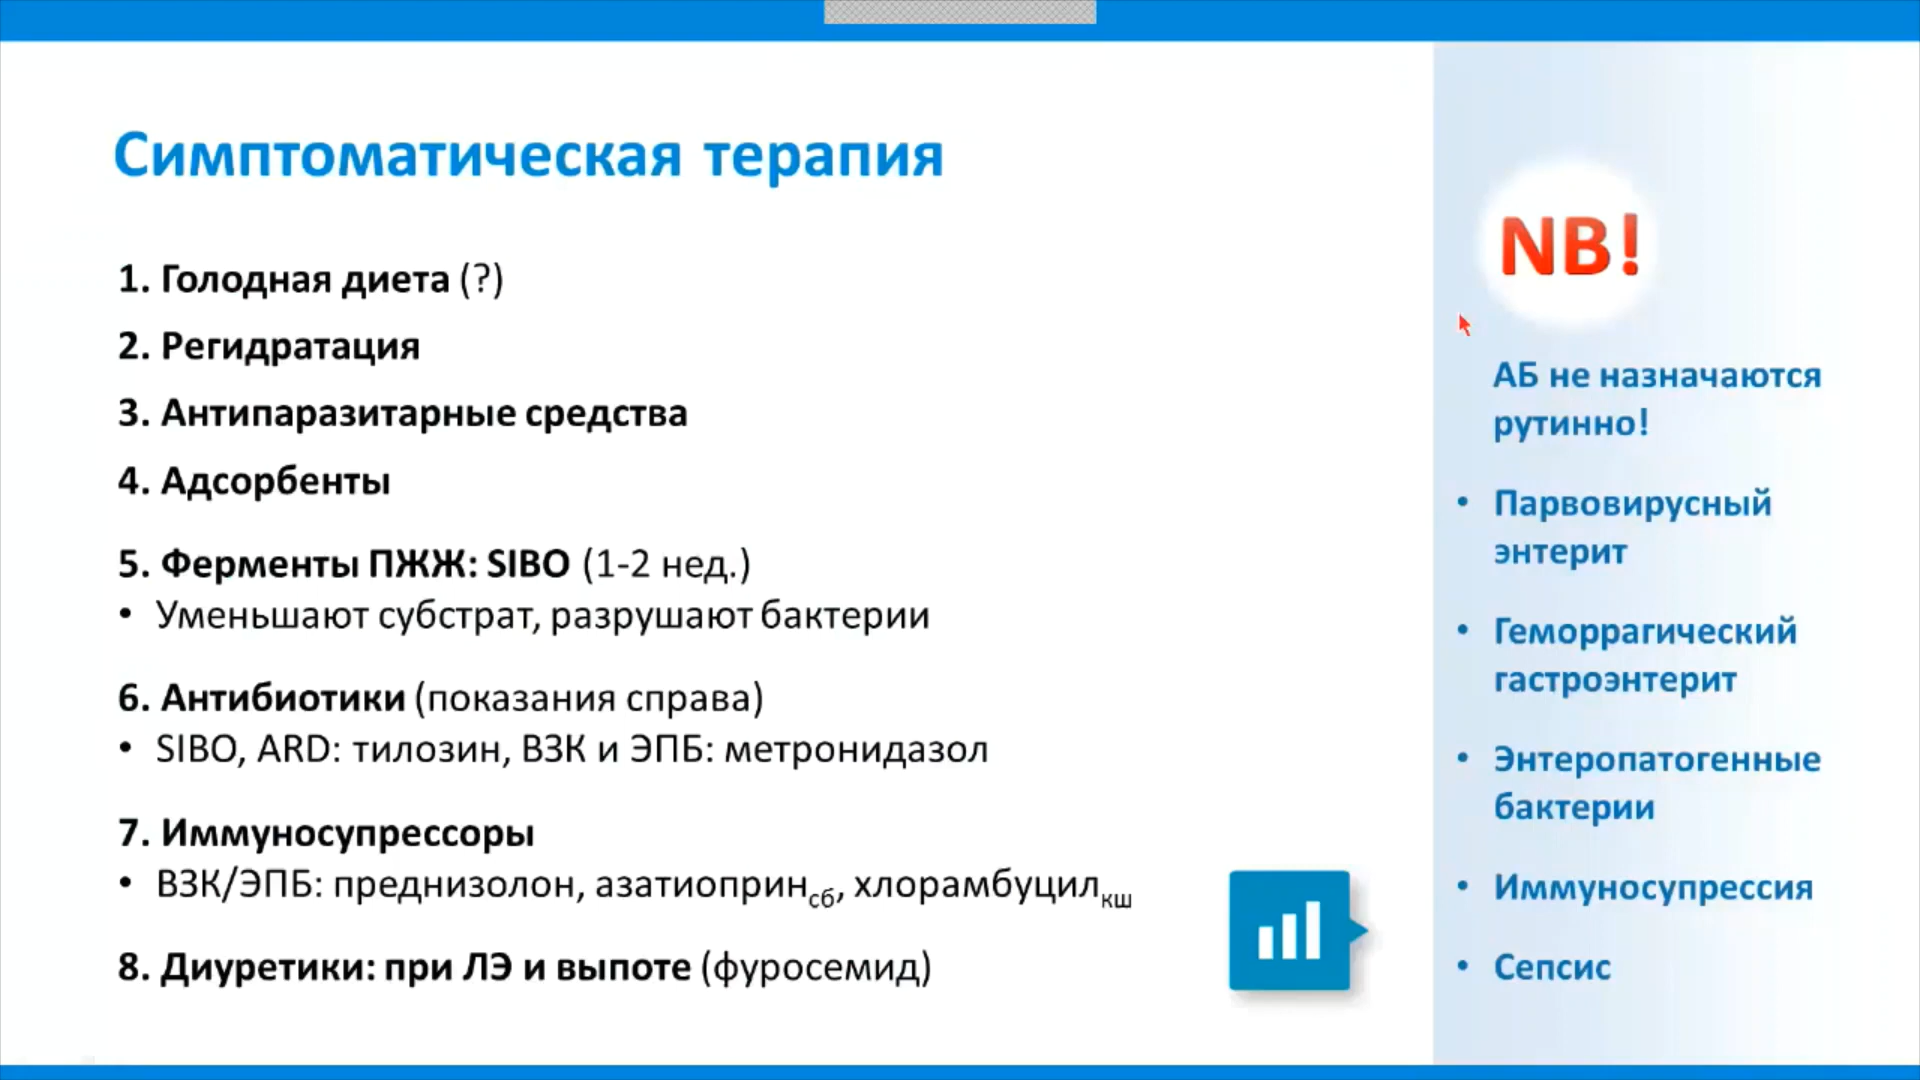 Симптоматическая терапия
1. Голодная диета (?)
2. Регидратация
3. Антипаразитарные средства
4. Адсорбенты
5. Ферменты ПЖЖ: SIBO (1-2 нед.)
• Уменьшают субстрат, разрушают бактерии
6. Антибиотики (показания справа)
• SIBO, ARD: тилозин, ВЗК и ЭПБ: метронидазол
7. Иммуносупрессоры
• ВЗК/ЭПБ: преднизолон, азатиопринсб, хлорамбуцилкш
8. Диуретики: при ЛЭ и выпоте (фуросемид)
NB!
АБ не назначаются
рутинно!
• Парвовирусный
энтерит
• Геморрагический
гастроэнтерит
• Энтеропатогенные
бактерии
• Иммуносупрессия
• Сепсис